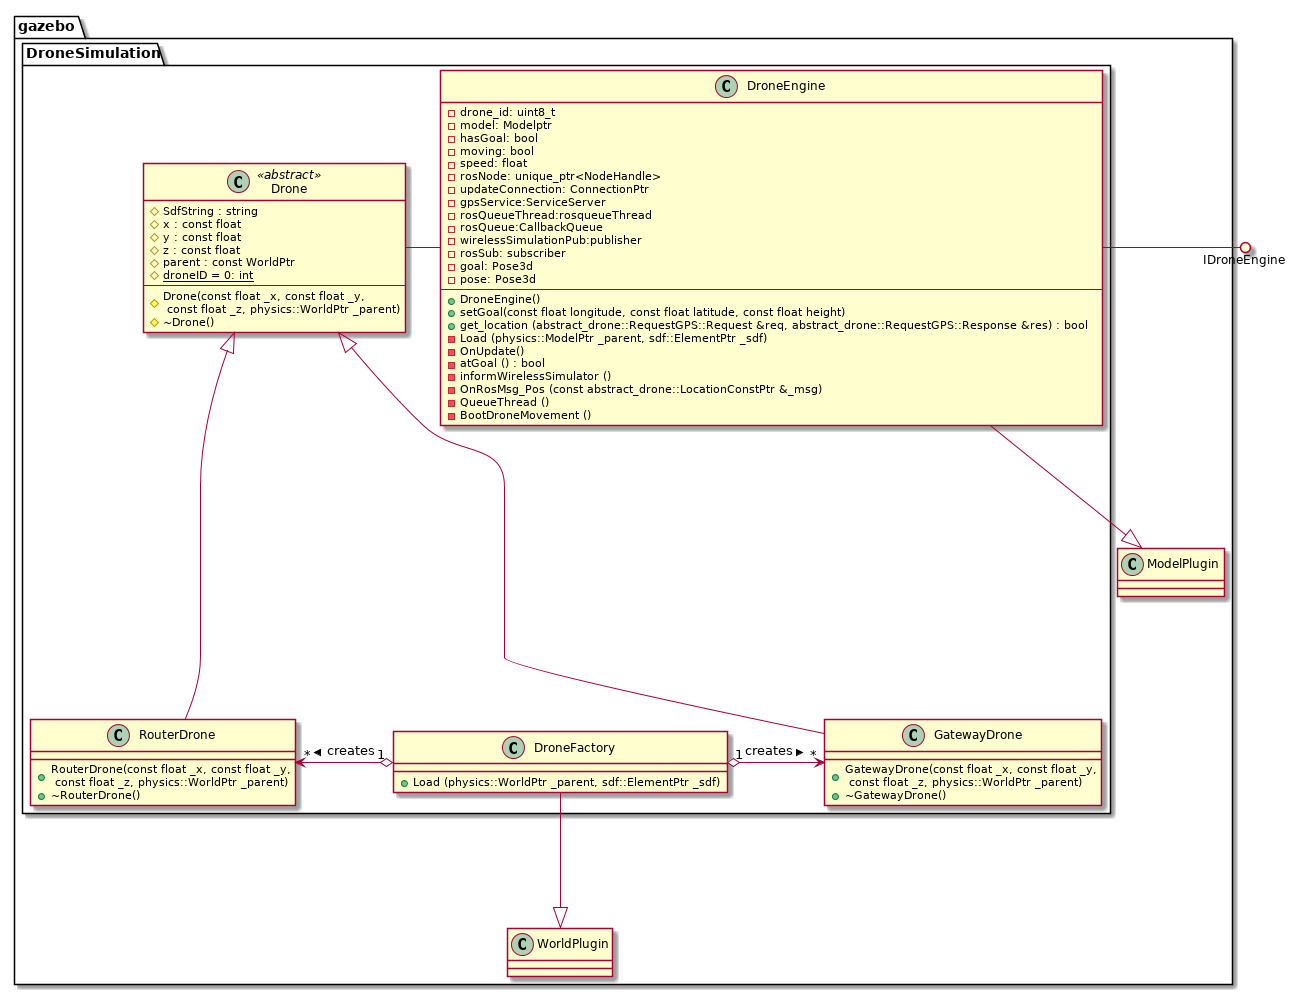 gazebo
DroneSimulation
C DroneEngine
drone_id: uint8_t
model: Modelptr
hasGoal: bool
moving: bool
speed: float
rosNode: unique_ptr<NodeHandle>
updateConnection: ConnectionPtr
gpsService:ServiceServer
rosQueueThread:rosqueueThread
rosQueue:CallbackQueue
wirelessSimulationPub:publisher
rosSub: subscriber
goal: Pose3d
pose: Pose3d
DroneEngine()
setGoal(const float longitude, const float latitude, const float height)
get_location (abstract_drone::RequestGPS::Request &req, abstract_drone::RequestGPS::Response &res) : bool
Load (physics::ModelPtr _parent, sdf::ElementPtr _sdf)
OnUpdate()
atGoal () : bool
informWirelessSimulator ()
OnRosMsg_Pos (const abstract_drone::LocationConstPtr &_msg)
QueueThread ()
BootDroneMovement ()
C «abstract»
Drone
SdfString : string
x : const float
y : const float
z : const float
parent : const WorldPtr
droneID = 0: int
Drone(const float _x, const float _y,
const float _z, physics::WorldPtr _parent)
~Drone()
IDroneEngine
C ModelPlugin
C RouterDrone
RouterDrone(const float _x, const float _y,
const float _z, physics::WorldPtr _parent)
~RouterDrone()
* ◄ creates 1
C DroneFactory
Load (physics::WorldPtr _parent, sdf::ElementPtr _sdf)
1 creates ► *
C GatewayDrone
GatewayDrone(const float _x, const float _y,
const float _z, physics::WorldPtr _parent)
~GatewayDrone()
C WorldPlugin